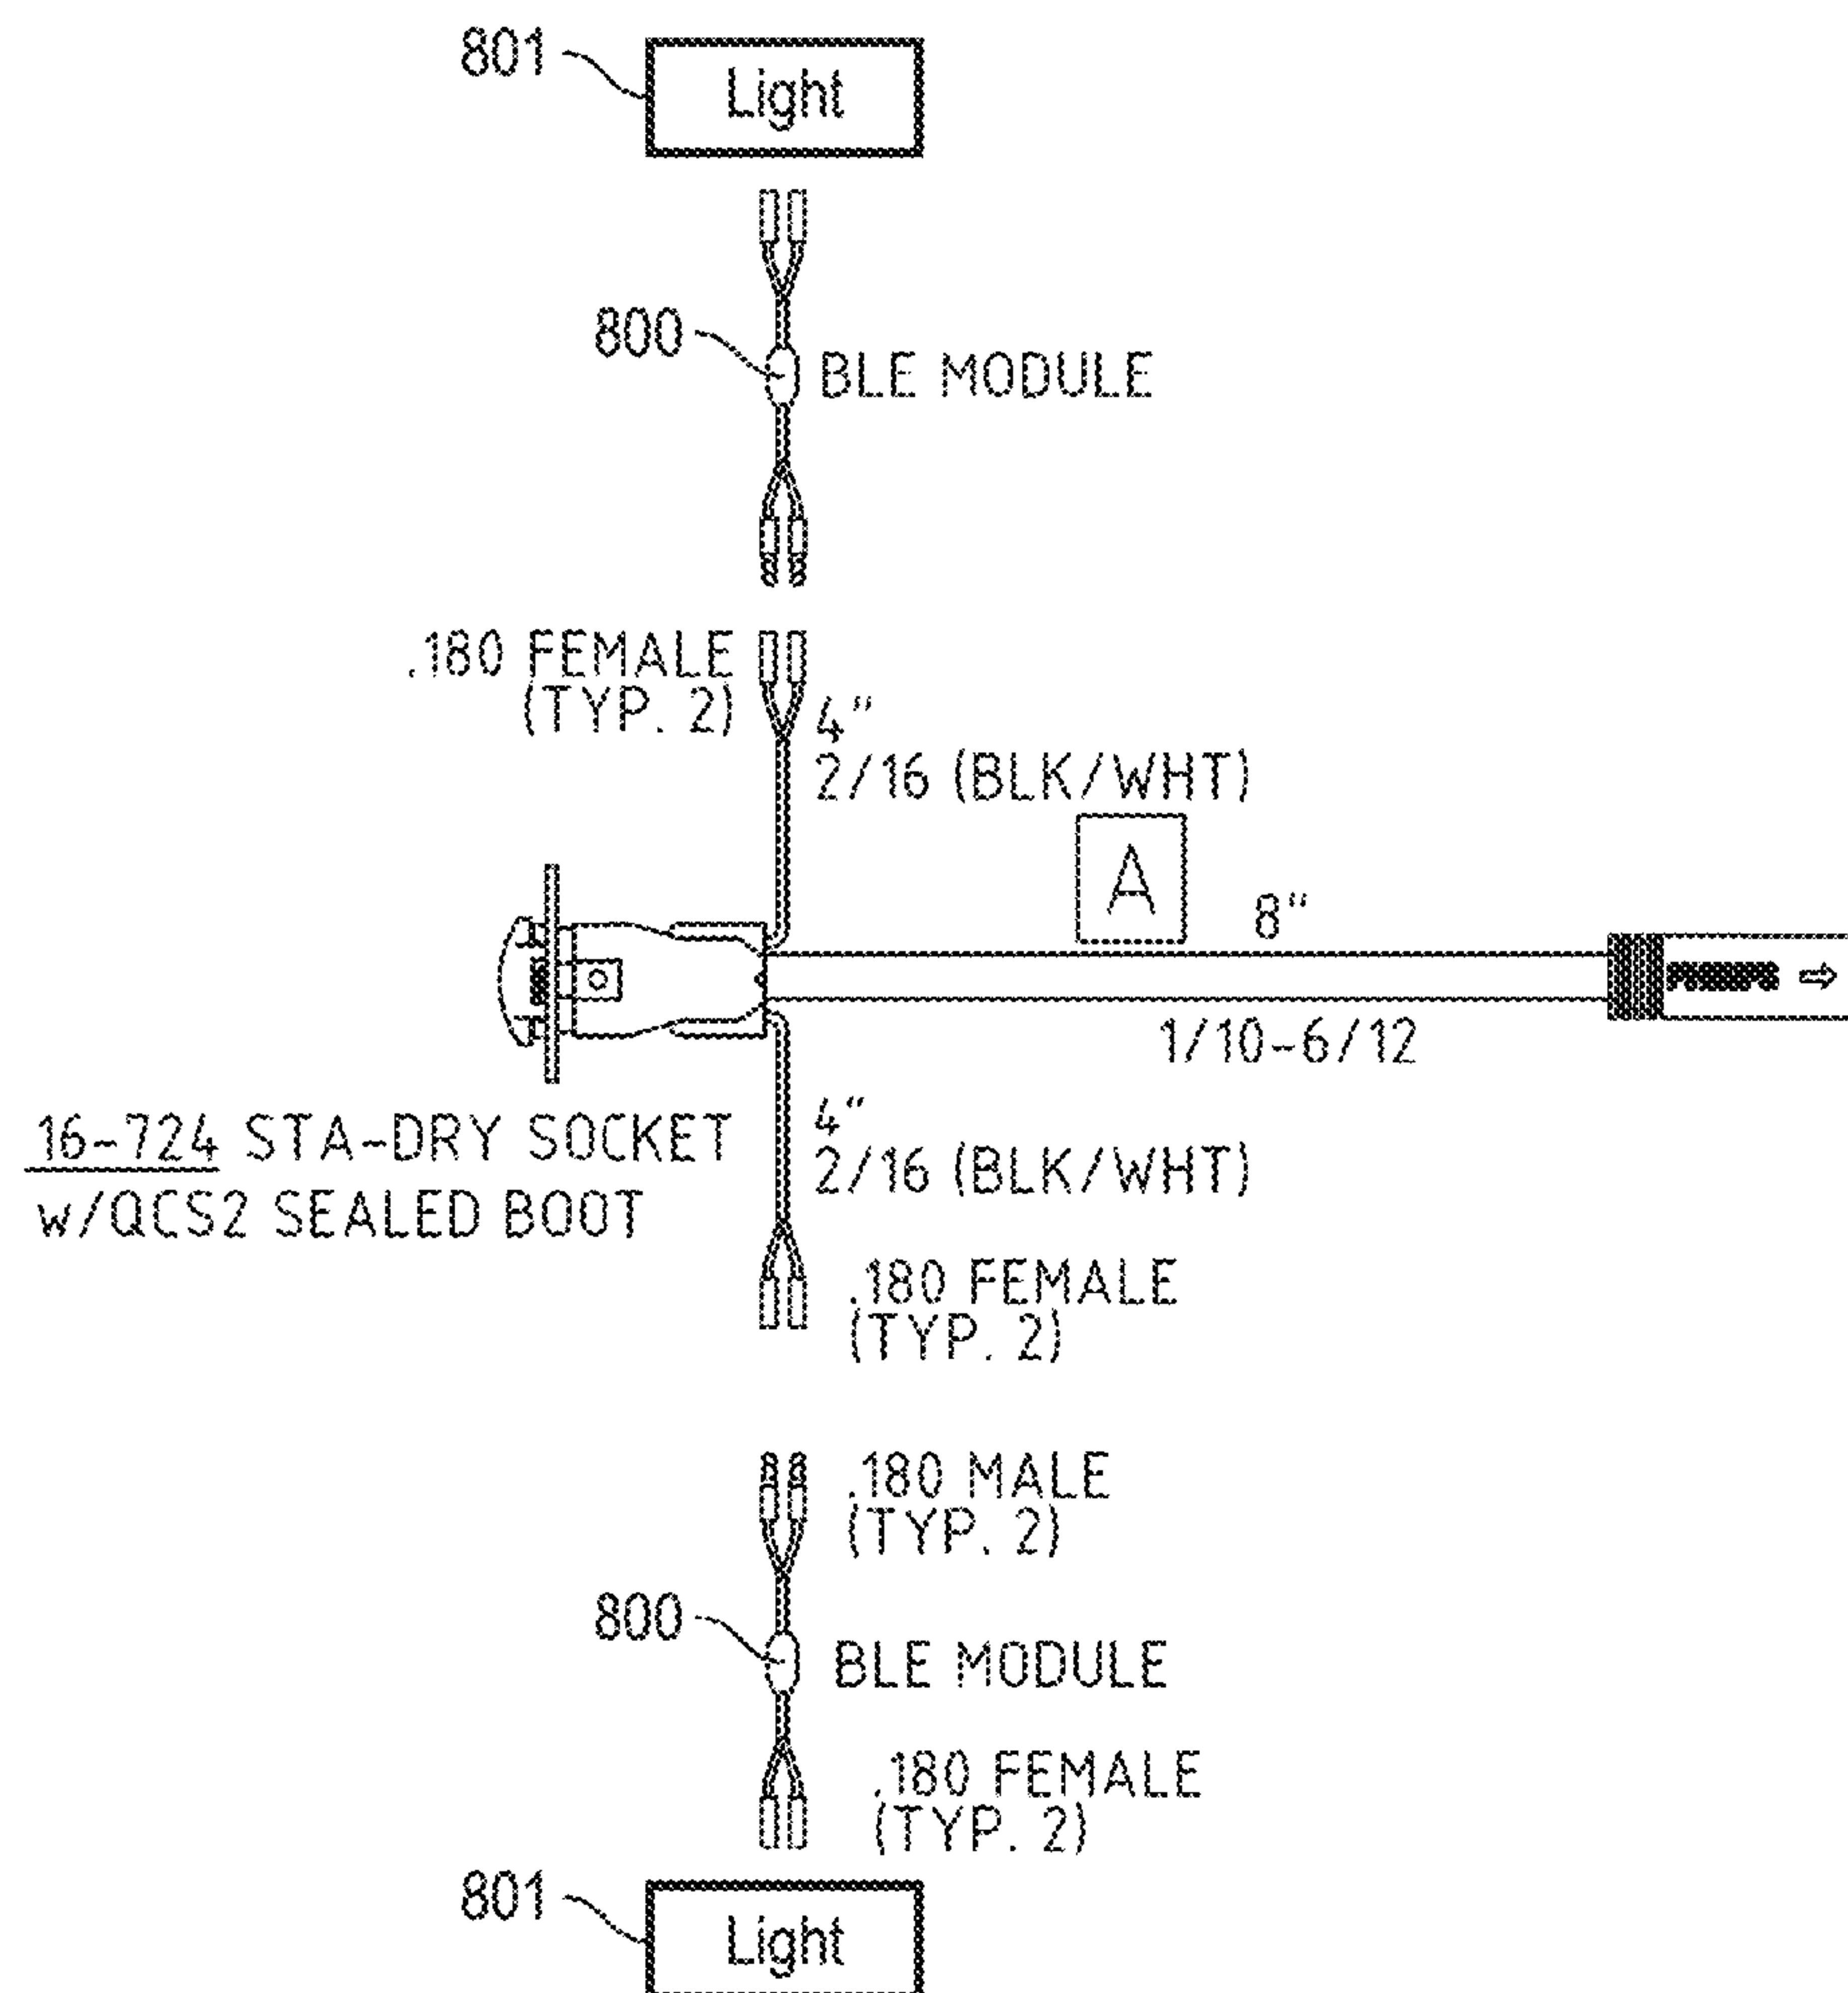 801
Light
800
BLE MODULE
.180 FEMALE
(TYP. 2)
4"
2/16 (BLK/WHT)
A
8"
1/10-6/12
16-724 STA-DRY SOCKET
w/QCS2 SEALED BOOT
4"
2/16 (BLK/WHT)
.180 FEMALE
(TYP. 2)
.180 MALE
(TYP. 2)
800
BLE MODULE
.180 FEMALE
(TYP. 2)
801
Light